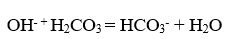 OH⁻ ⁺ H₂CO₃ = HCO₃⁻ + H₂O